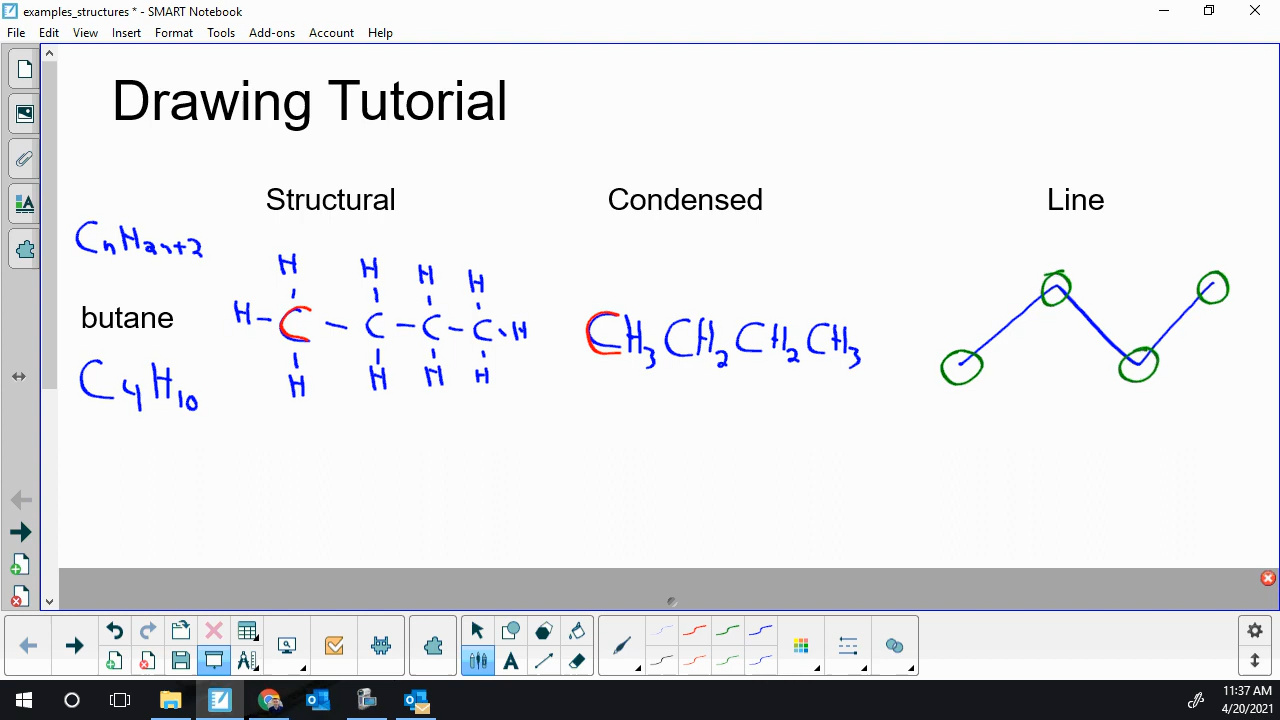 examples_structures * - SMART Notebook
File Edit View Insert Format Tools Add-ons Account Help
Drawing Tutorial
Structural Condensed Line
CnH2n+2
H H H H
butane
H - C - C - C - C - H
CH3CH2CH2CH3
C4H10
H H H H
11:37 AM
4/20/2021